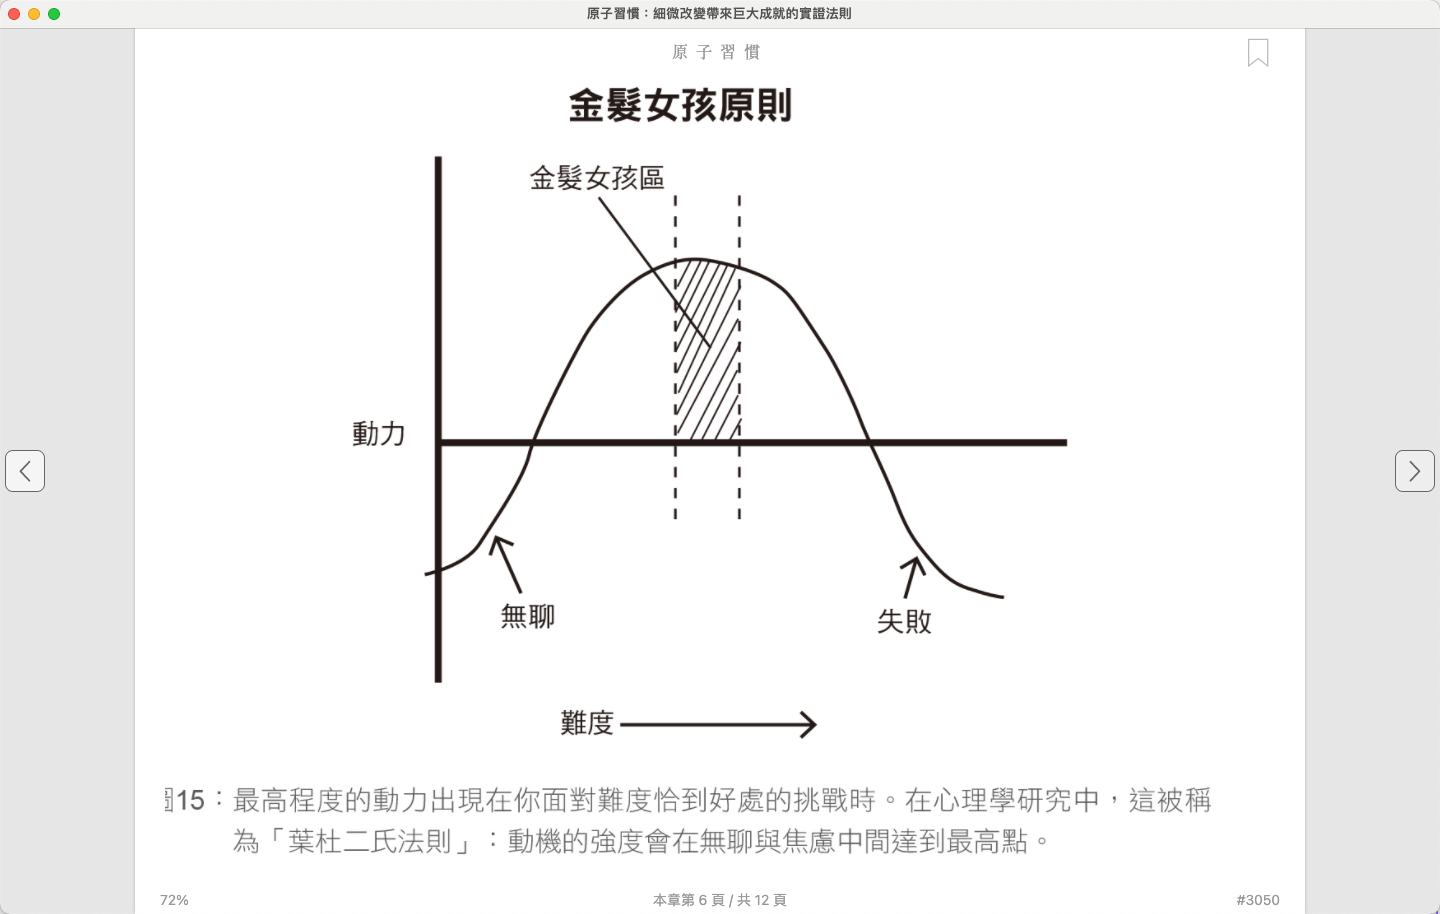 原子習慣：細微改變帶來巨大成就的實證法則
原子習慣
金髮女孩原則
金髮女孩區
動力
無聊
失敗
難度
圖15：最高程度的動力出現在你面對難度恰到好處的挑戰時。在心理學研究中，這被稱
為「葉杜二氏法則」：動機的強度會在無聊與焦慮中間達到最高點。
72%
本章第 6 頁 / 共 12 頁
#3050